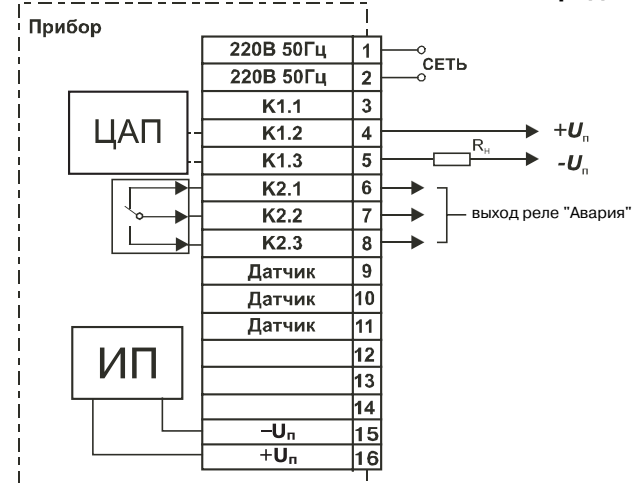 Прибор
220В 50Гц 1
220В 50Гц 2
СЕТЬ
K1.1 3
ЦАП
K1.2 4
+Uп
K1.3 5
Rн
-Uп
K2.1 6
K2.2 7
выход реле "Авария"
K2.3 8
Датчик 9
Датчик 10
Датчик 11
ИП
12
13
14
–Uп 15
+Uп 16